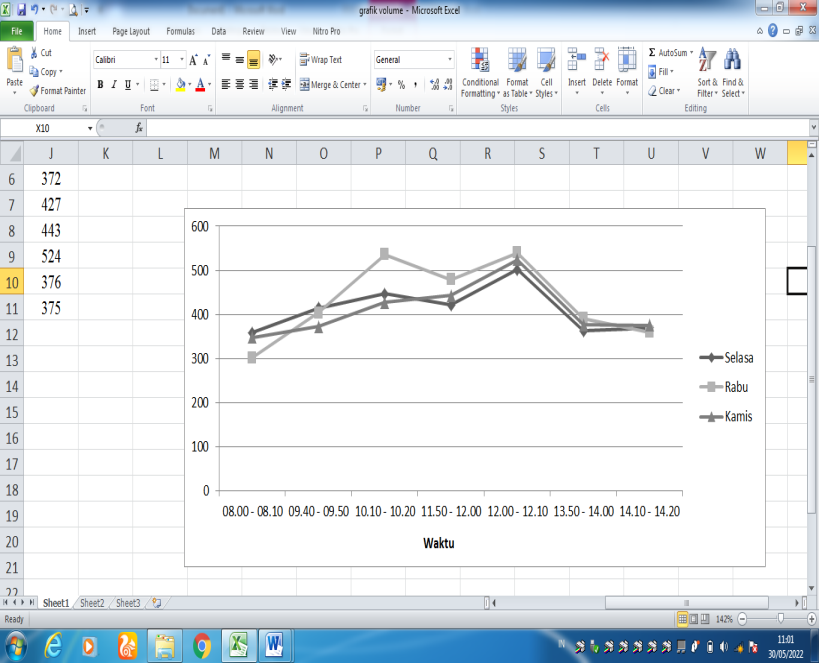 grafik volume - Microsoft Excel
File Home Insert Page Layout Formulas Data Review View Nitro Pro
Paste Cut Copy Format Painter
Clipboard
Calibri 11
B I U
Font
Wrap Text
Merge & Center
Alignment
General
% ,
Number
Conditional Formatting Format as Table Cell Styles
Styles
Insert Delete Format
Cells
Σ AutoSum
Fill
Clear
Sort & Filter Find & Select
Editing
X10 fx
J K L M N O P Q R S T U V W
6 372
7 427
8 443
9 524
10 376
11 375
12
13
14
15
16
17
18
19
20
21
22
600
500
400
300
200
100
0
08.00 - 08.10 09.40 - 09.50 10.10 - 10.20 11.50 - 12.00 12.00 - 12.10 13.50 - 14.00 14.10 - 14.20
Waktu
Selasa
Rabu
Kamis
Sheet1 Sheet2 Sheet3
Ready 142%
IN 11:01
30/05/2022